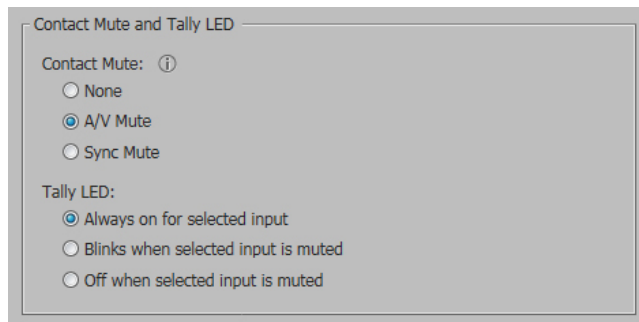 Contact Mute and Tally LED
Contact Mute:
None
A/V Mute
Sync Mute
Tally LED:
Always on for selected input
Blinks when selected input is muted
Off when selected input is muted